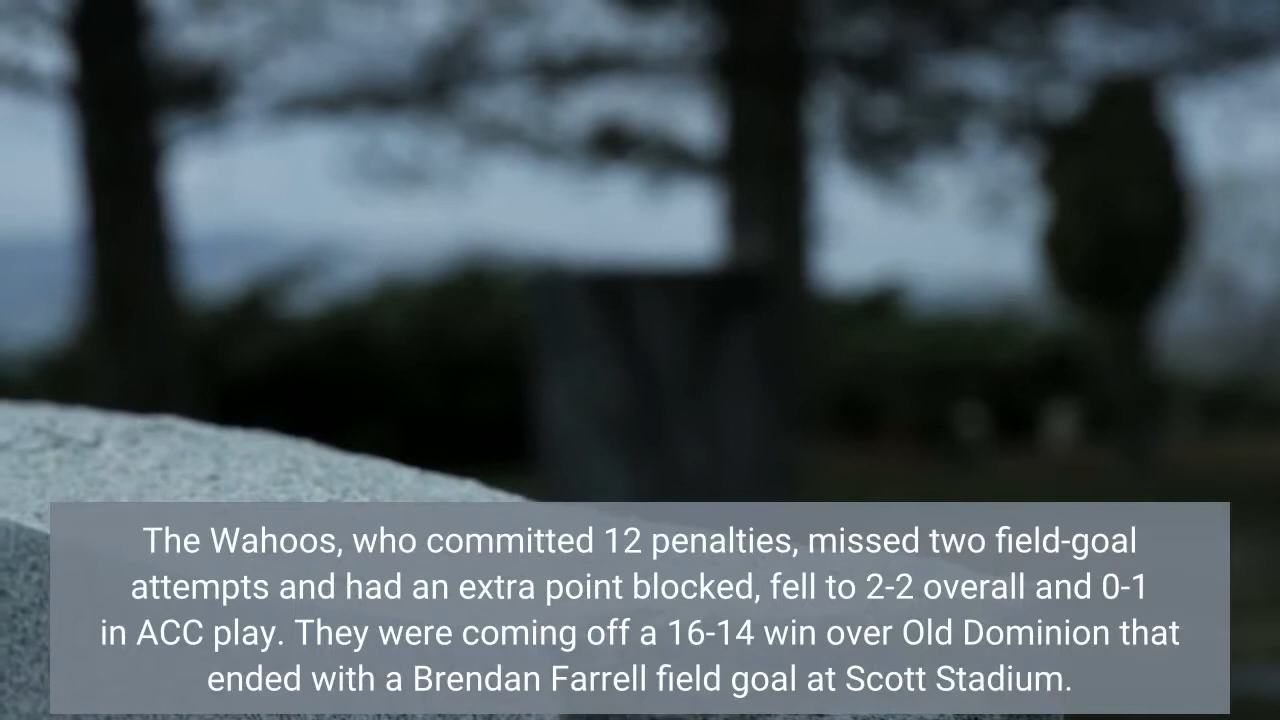 The Wahoos, who committed 12 penalties, missed two field-goal
attempts and had an extra point blocked, fell to 2-2 overall and 0-1
in ACC play. They were coming off a 16-14 win over Old Dominion that
ended with a Brendan Farrell field goal at Scott Stadium.